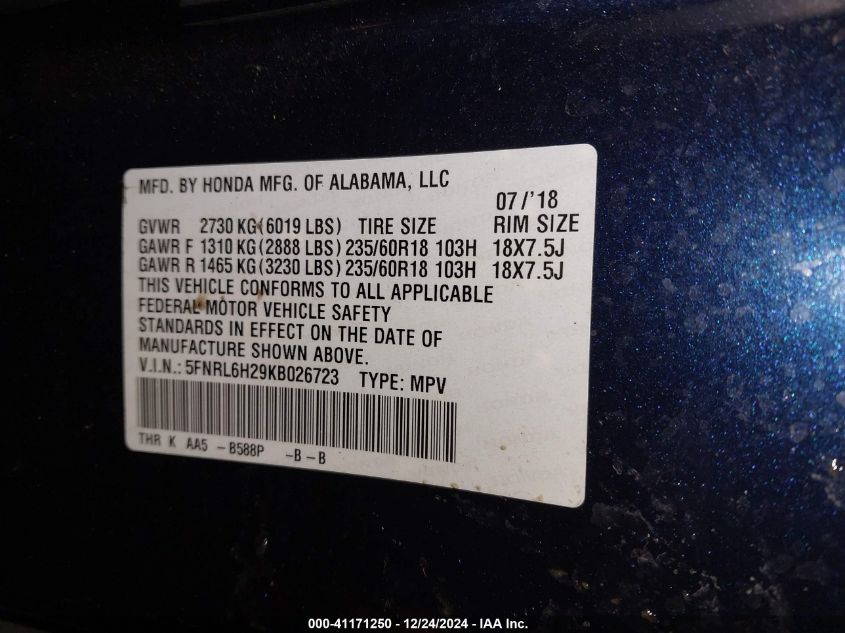 MFD. BY HONDA MFG. OF ALABAMA, LLC
07/'18
GVWR 2730 KG (6019 LBS) TIRE SIZE RIM SIZE
GAWR F 1310 KG (2888 LBS) 235/60R18 103H 18X7.5J
GAWR R 1465 KG (3230 LBS) 235/60R18 103H 18X7.5J
THIS VEHICLE CONFORMS TO ALL APPLICABLE
FEDERAL MOTOR VEHICLE SAFETY
STANDARDS IN EFFECT ON THE DATE OF
MANUFACTURE SHOWN ABOVE.
V.I.N.: 5FNRL6H29KB026723 TYPE: MPV
THR K AA5 -B588P -B-B
000-41171250 - 12/24/2024 - IAA Inc.